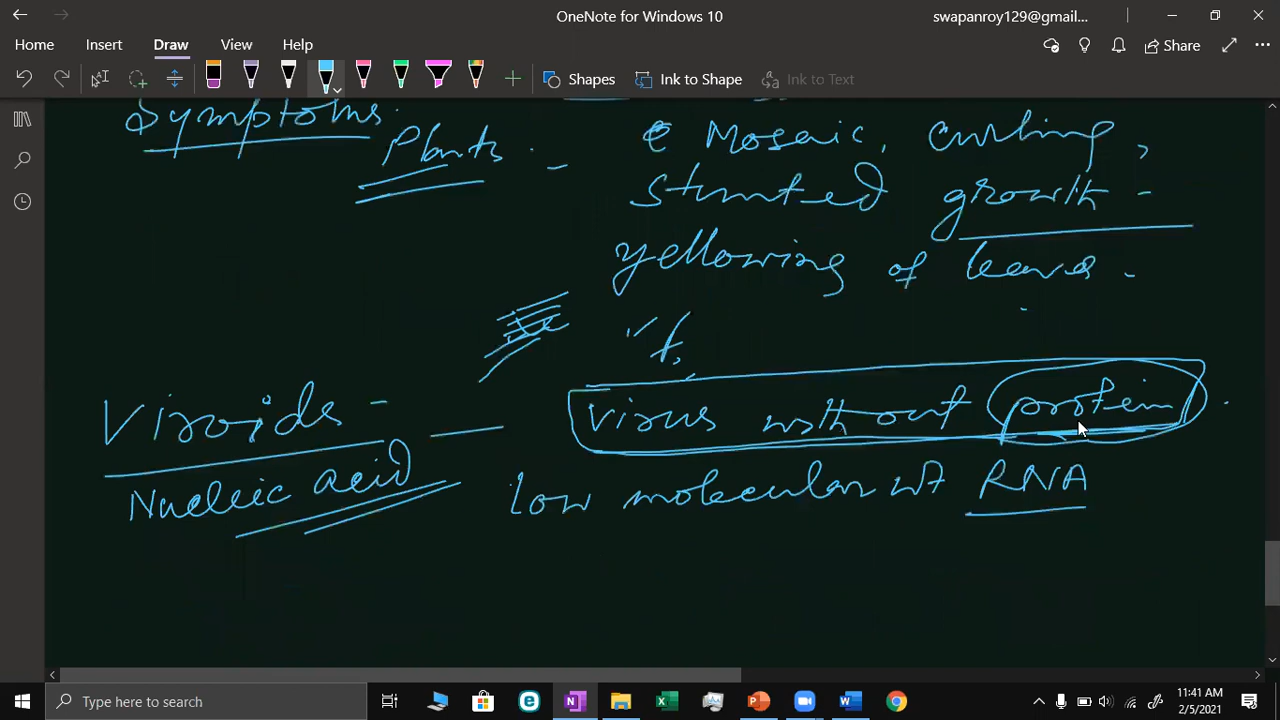 OneNote for Windows 10
swapanroy129@gmail...
Home Insert Draw View Help
Share
Shapes Ink to Shape Ink to Text
Symptoms.
Plants - Mosaic, Curling,
Stunted growth -
yellowing of leaves -
Viroids - Virus without protein.
Nucleic acid
Low molecular wt RNA
Type here to search
11:41 AM
2/5/2021